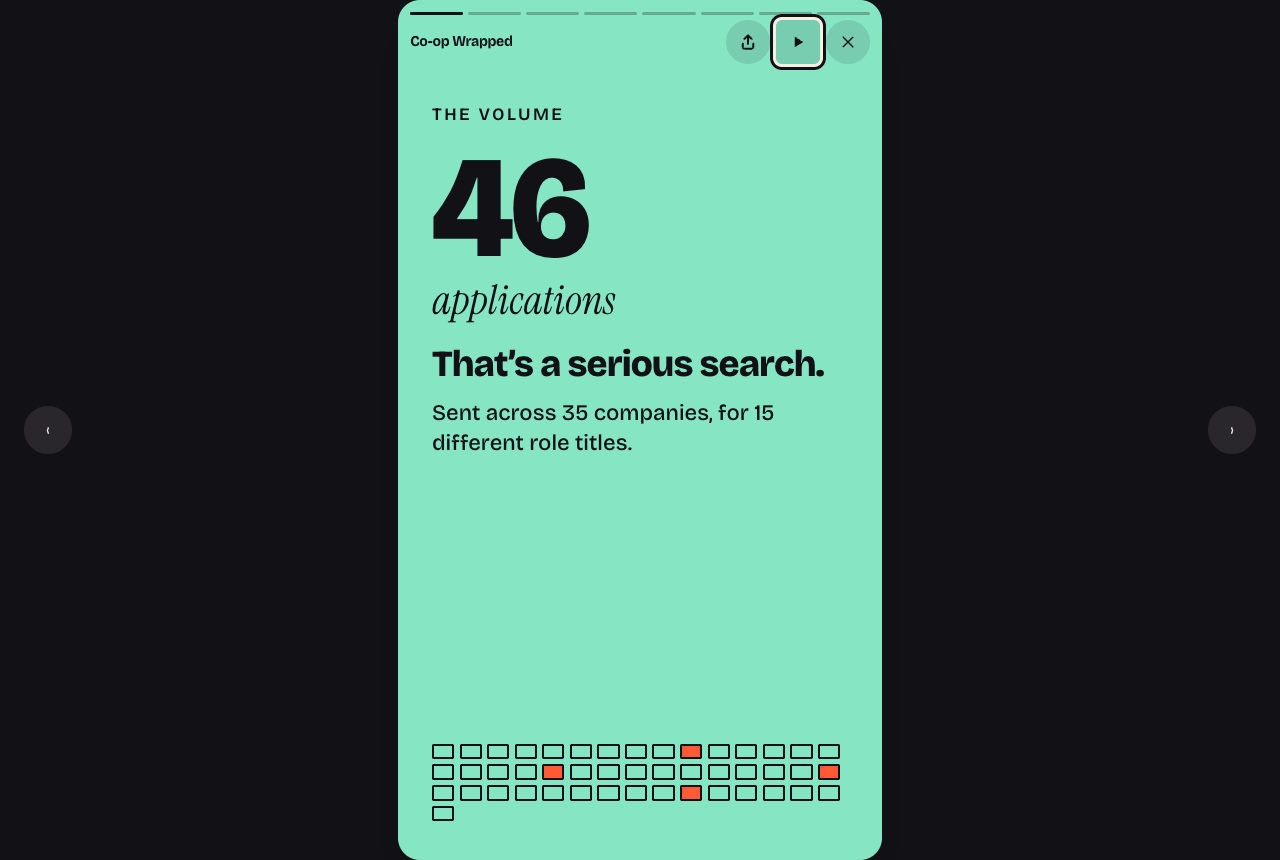 Co-op Wrapped
THE VOLUME
46
applications
That's a serious search.
Sent across 35 companies, for 15
different role titles.